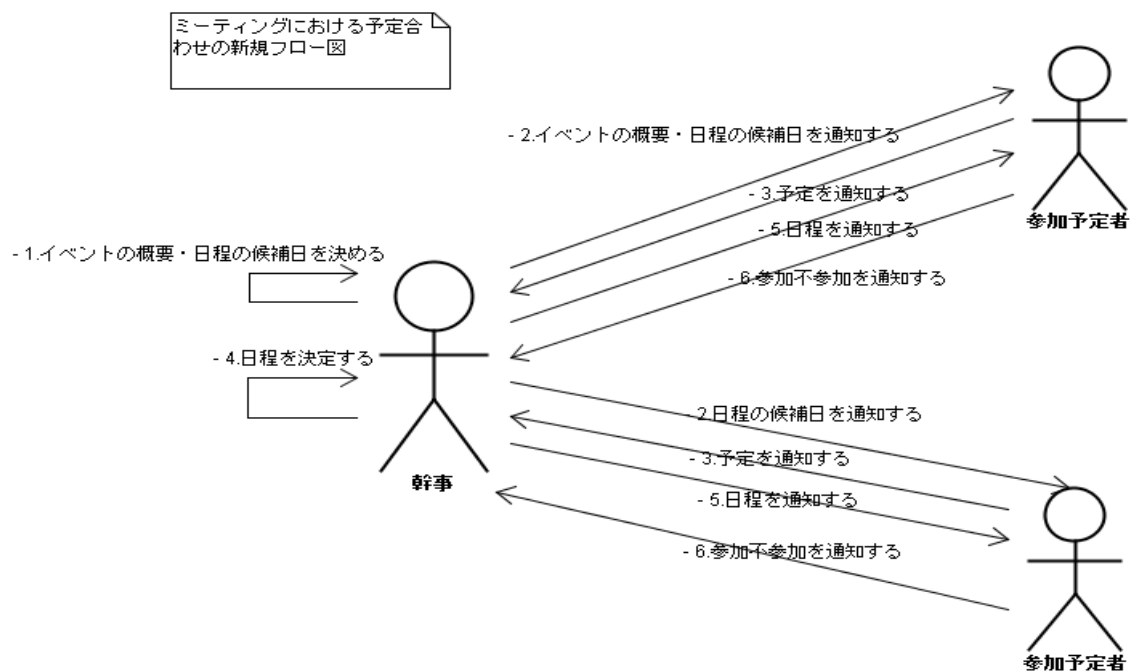 ミーティングにおける予定合
わせの新規フロー図
- 2.イベントの概要・日程の候補日を通知する
- 3.予定を通知する
参加予定者
- 5.日程を通知する
- 1.イベントの概要・日程の候補日を決める
- 6.参加不参加を通知する
- 4.日程を決定する
- 2.日程の候補日を通知する
- 3.予定を通知する
幹事
- 5.日程を通知する
- 6.参加不参加を通知する
参加予定者